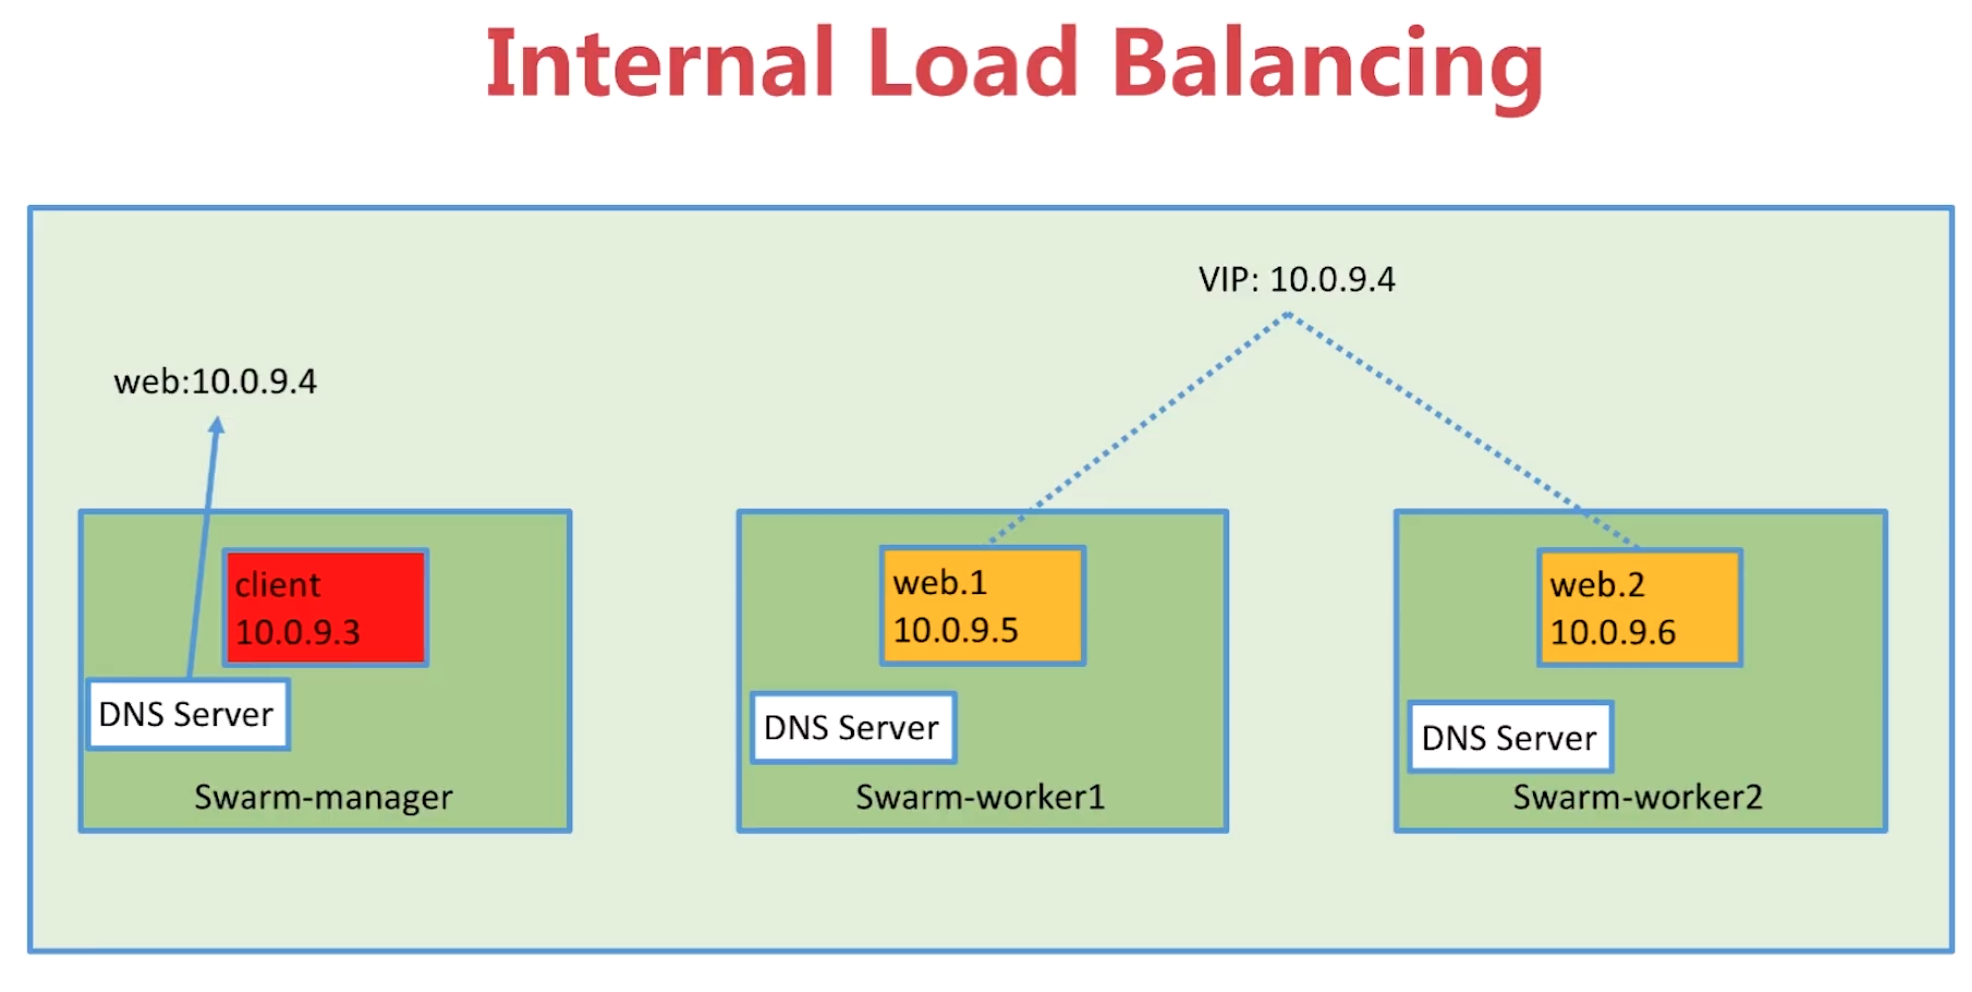 Internal Load Balancing
VIP: 10.0.9.4
web:10.0.9.4
client
10.0.9.3
DNS Server
Swarm-manager
web.1
10.0.9.5
DNS Server
Swarm-worker1
web.2
10.0.9.6
DNS Server
Swarm-worker2